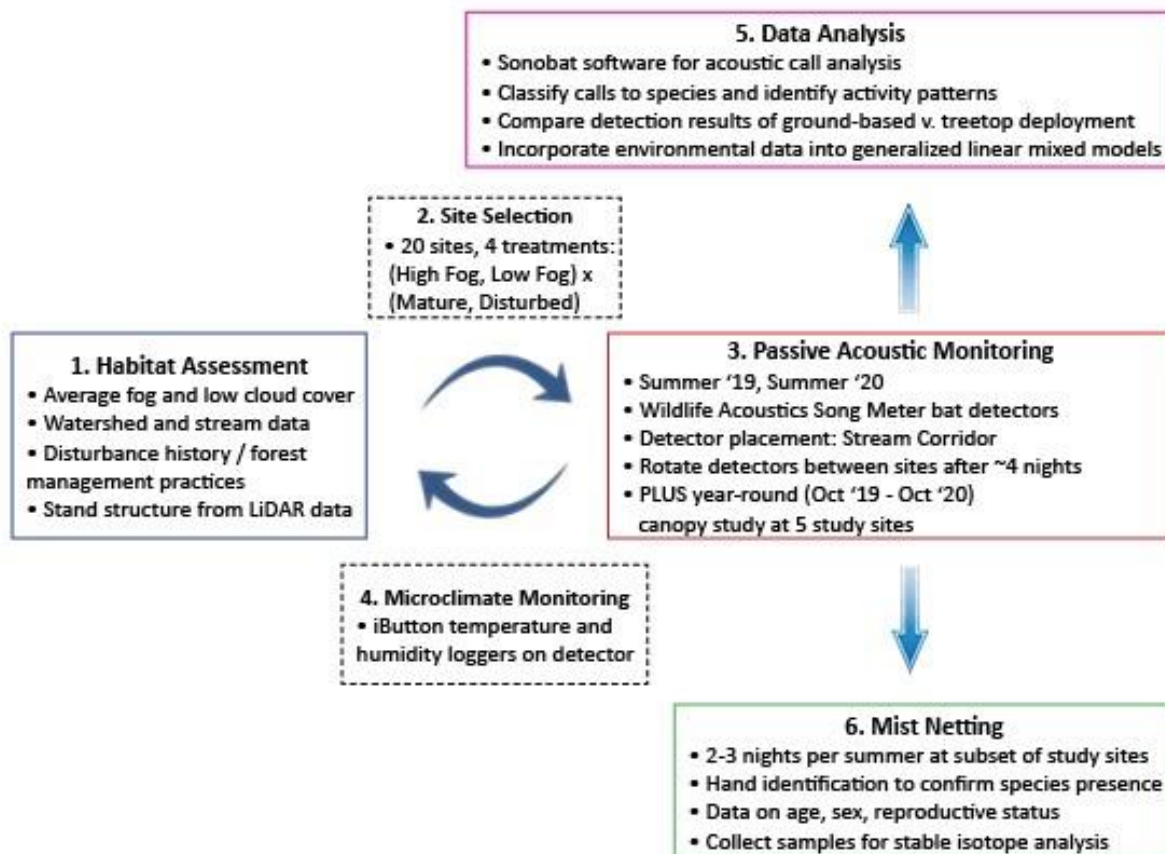 5. Data Analysis
• Sonobat software for acoustic call analysis
• Classify calls to species and identify activity patterns
• Compare detection results of ground-based v. treetop deployment
• Incorporate environmental data into generalized linear mixed models
2. Site Selection
• 20 sites, 4 treatments:
(High Fog, Low Fog) x
(Mature, Disturbed)
1. Habitat Assessment
• Average fog and low cloud cover
• Watershed and stream data
• Disturbance history / forest
management practices
• Stand structure from LiDAR data
3. Passive Acoustic Monitoring
• Summer ‘19, Summer ‘20
• Wildlife Acoustics Song Meter bat detectors
• Detector placement: Stream Corridor
• Rotate detectors between sites after ~4 nights
• PLUS year-round (Oct ‘19 - Oct ‘20)
canopy study at 5 study sites
4. Microclimate Monitoring
• iButton temperature and
humidity loggers on detector
6. Mist Netting
• 2-3 nights per summer at subset of study sites
• Hand identification to confirm species presence
• Data on age, sex, reproductive status
• Collect samples for stable isotope analysis